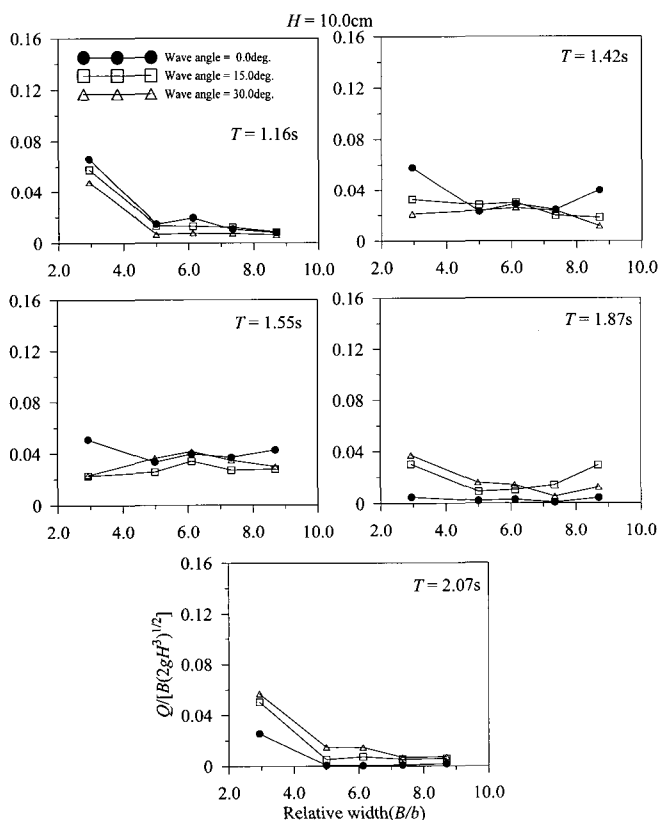 H = 10.0cm
0.16
0.12
0.08
0.04
0
2.0 4.0 6.0 8.0 10.0
Wave angle = 0.0deg.
Wave angle = 15.0deg.
Wave angle = 30.0deg.
T = 1.16s
0.16
0.12
0.08
0.04
0
2.0 4.0 6.0 8.0 10.0
T = 1.42s
0.16
0.12
0.08
0.04
0
2.0 4.0 6.0 8.0 10.0
T = 1.55s
0.16
0.12
0.08
0.04
0
2.0 4.0 6.0 8.0 10.0
T = 1.87s
Q/[B(2gH³)^1/2]
0.16
0.12
0.08
0.04
0
2.0 4.0 6.0 8.0 10.0
T = 2.07s
Relative width(B/b)